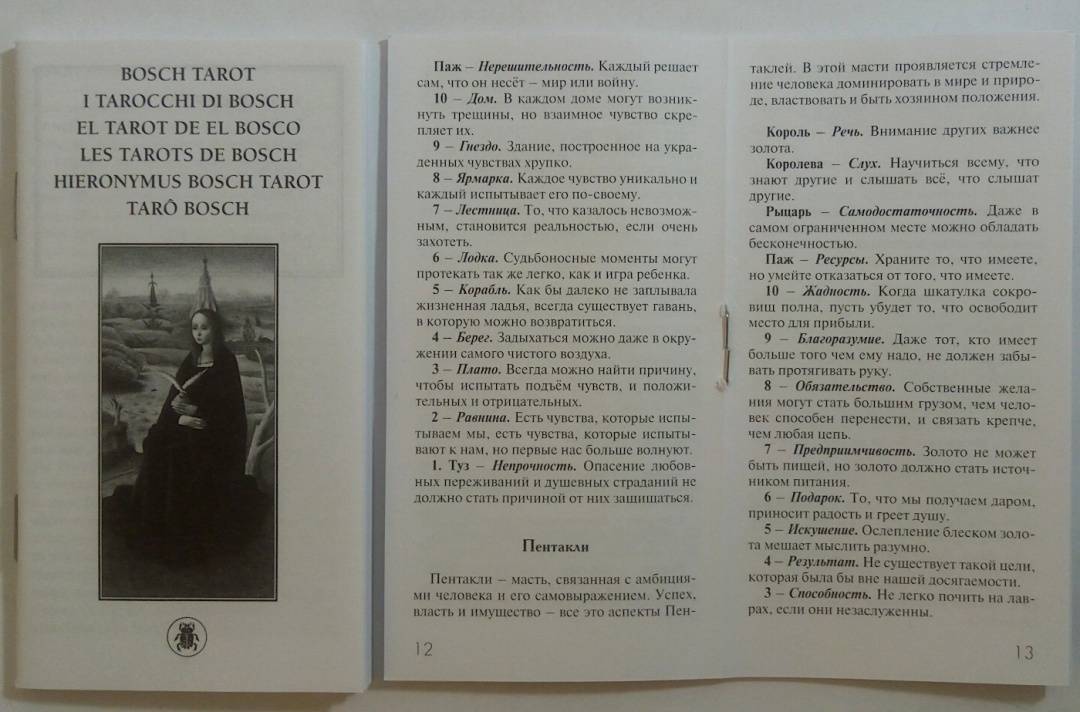 BOSCH TAROT
I TAROCCHI DI BOSCH
EL TAROT DE EL BOSCO
LES TAROTS DE BOSCH
HIERONYMUS BOSCH TAROT
TARÔ BOSCH
Паж – Нерешительность. Каждый решает
сам, что он несёт – мир или войну.
10 – Дом. В каждом доме могут возник-
нуть трещины, но взаимное чувство скре-
пляет их.
9 – Гнездо. Здание, построенное на укра-
денных чувствах хрупко.
8 – Ярмарка. Каждое чувство уникально и
каждый испытывает его по-своему.
7 – Лестница. То, что казалось невозмож-
ным, становится реальностью, если очень
захотеть.
6 – Лодка. Судьбоносные моменты могут
протекать так же легко, как и игра ребенка.
5 – Корабль. Как бы далеко не заплывала
жизненная ладья, всегда существует гавань,
в которую можно возвратиться.
4 – Берег. Задыхаться можно даже в окру-
жении самого чистого воздуха.
3 – Плато. Всегда можно найти причину,
чтобы испытать подъём чувств, и положи-
тельных и отрицательных.
2 – Равнина. Есть чувства, которые испы-
тываем мы, есть чувства, которые испыты-
вают к нам, но первые нас больше волнуют.
1. Туз – Непрочность. Опасение любов-
ных переживаний и душевных страданий не
должно стать причиной от них защищаться.
Пентакли
Пентакли – масть, связанная с амбиция-
ми человека и его самовыражением. Успех,
власть и имущество – все это аспекты Пен-
12
таклей. В этой масти проявляется стремле-
ние человека доминировать в мире и приро-
де, властвовать и быть хозяином положения.
Король – Речь. Внимание других важнее
золота.
Королева – Слух. Научиться всему, что
знают другие и слышать всё, что слышат
другие.
Рыцарь – Самодостаточность. Даже в
самом ограниченном месте можно обладать
бесконечностью.
Паж – Ресурсы. Храните то, что имеете,
но умейте отказаться от того, что имеете.
10 – Жадность. Когда шкатулка сокро-
вищ полна, пусть убудет то, что освободит
место для прибыли.
9 – Благоразумие. Даже тот, кто имеет
больше того чем ему надо, не должен забы-
вать протягивать руку.
8 – Обязательство. Собственные жела-
ния могут стать большим грузом, чем чело-
век способен перенести, и связать крепче,
чем любая цепь.
7 – Предприимчивость. Золото не может
быть пищей, но золото должно стать источ-
ником питания.
6 – Подарок. То, что мы получаем даром,
приносит радость и греет душу.
5 – Искушение. Ослепление блеском золо-
та мешает мыслить разумно.
4 – Результат. Не существует такой цели,
которая была бы вне нашей досягаемости.
3 – Способность. Не легко почить на лав-
рах, если они незаслуженны.
13